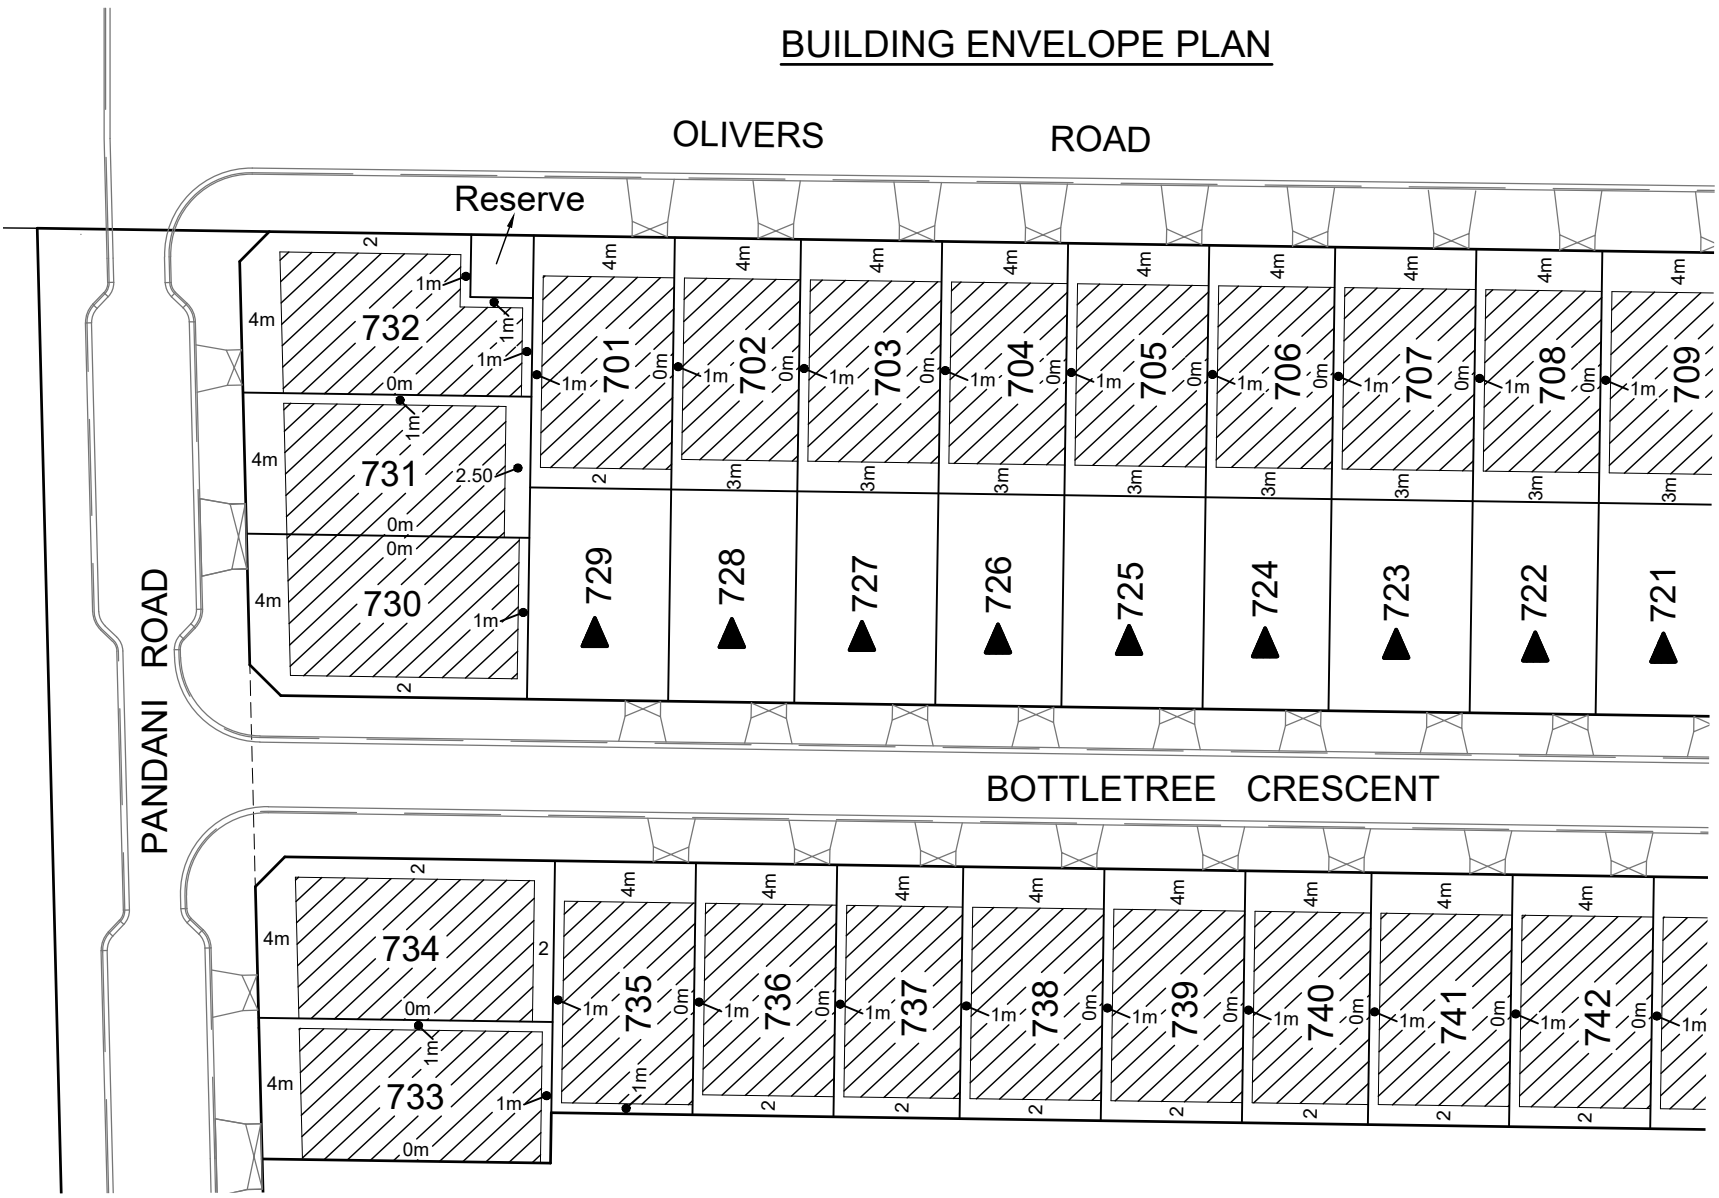 BUILDING ENVELOPE PLAN
OLIVERS ROAD
Reserve
2
4m 4m 4m 4m 4m 4m 4m 4m 4m
1m
4m
732
1m
1m
0m
701 702 703 704 705 706 707 708 709
1m 0m 1m 0m 1m 0m 1m 0m 1m 0m 1m 0m 1m 0m 1m 0m 1m
1m
4m
731
2.50
0m
2 3m 3m 3m 3m 3m 3m 3m 3m
0m
4m
730
1m
2
729 728 727 726 725 724 723 722 721
PANDANI ROAD
BOTTLETREE CRESCENT
2
4m 4m 4m 4m 4m 4m 4m 4m
4m
734
2
0m
735 736 737 738 739 740 741 742
1m 0m 1m 0m 1m 0m 1m 0m 1m 0m 1m 0m 1m 0m 1m 0m 1m
1m
4m
733
1m
0m
1m 2 2 2 2 2 2 2